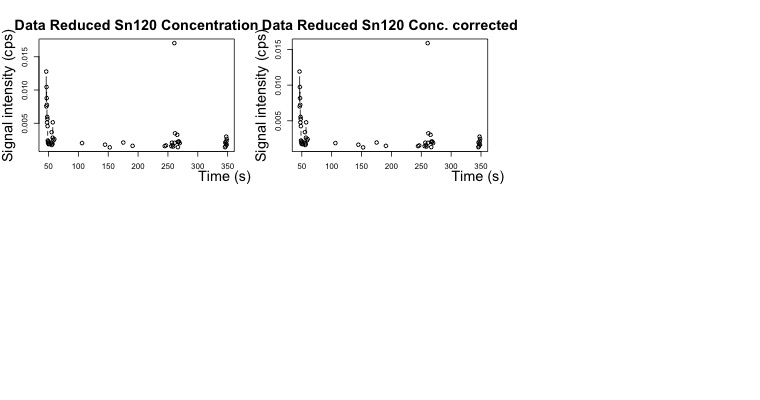 Data Reduced Sn120 Concentration
Signal intensity (cps)
0.005 0.010 0.015
50 100 150 200 250 300 350
Time (s)
Data Reduced Sn120 Conc. corrected
Signal intensity (cps)
0.005 0.010 0.015
50 100 150 200 250 300 350
Time (s)